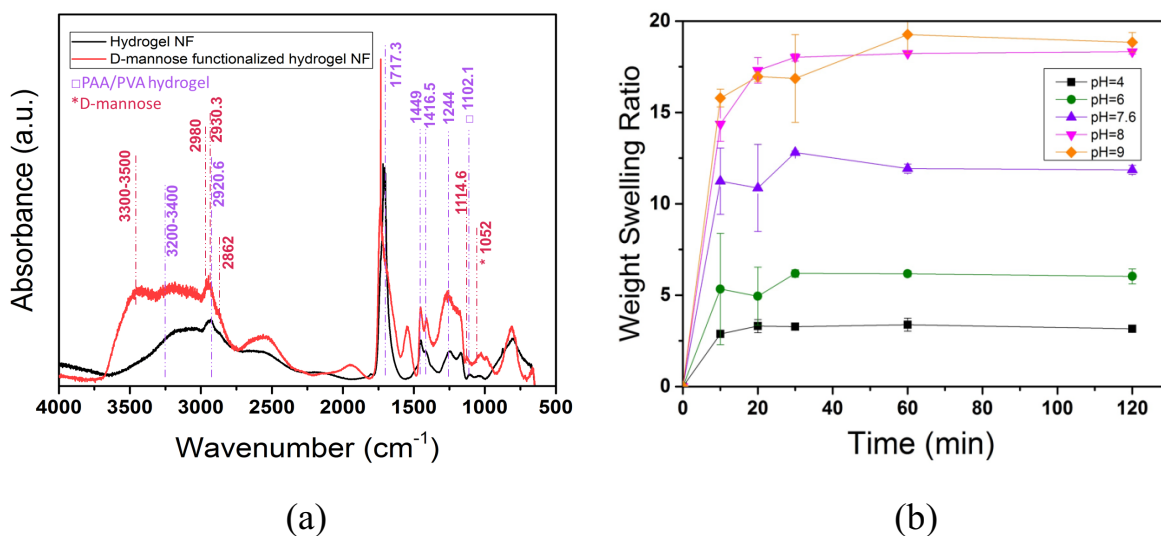 Hydrogel NF
D-mannose functionalized hydrogel NF
□PAA/PVA hydrogel
*D-mannose
3300-3500
3200-3400
2980
2930.3
2920.6
2862
1717.3
1449
1416.5
1244
1114.6
□ 1102.1
* 1052
Absorbance (a.u.)
4000 3500 3000 2500 2000 1500 1000 500
Wavenumber (cm-1)
(a)
Weight Swelling Ratio
20
15
10
5
0
pH=4
pH=6
pH=7.6
pH=8
pH=9
0 20 40 60 80 100 120
Time (min)
(b)